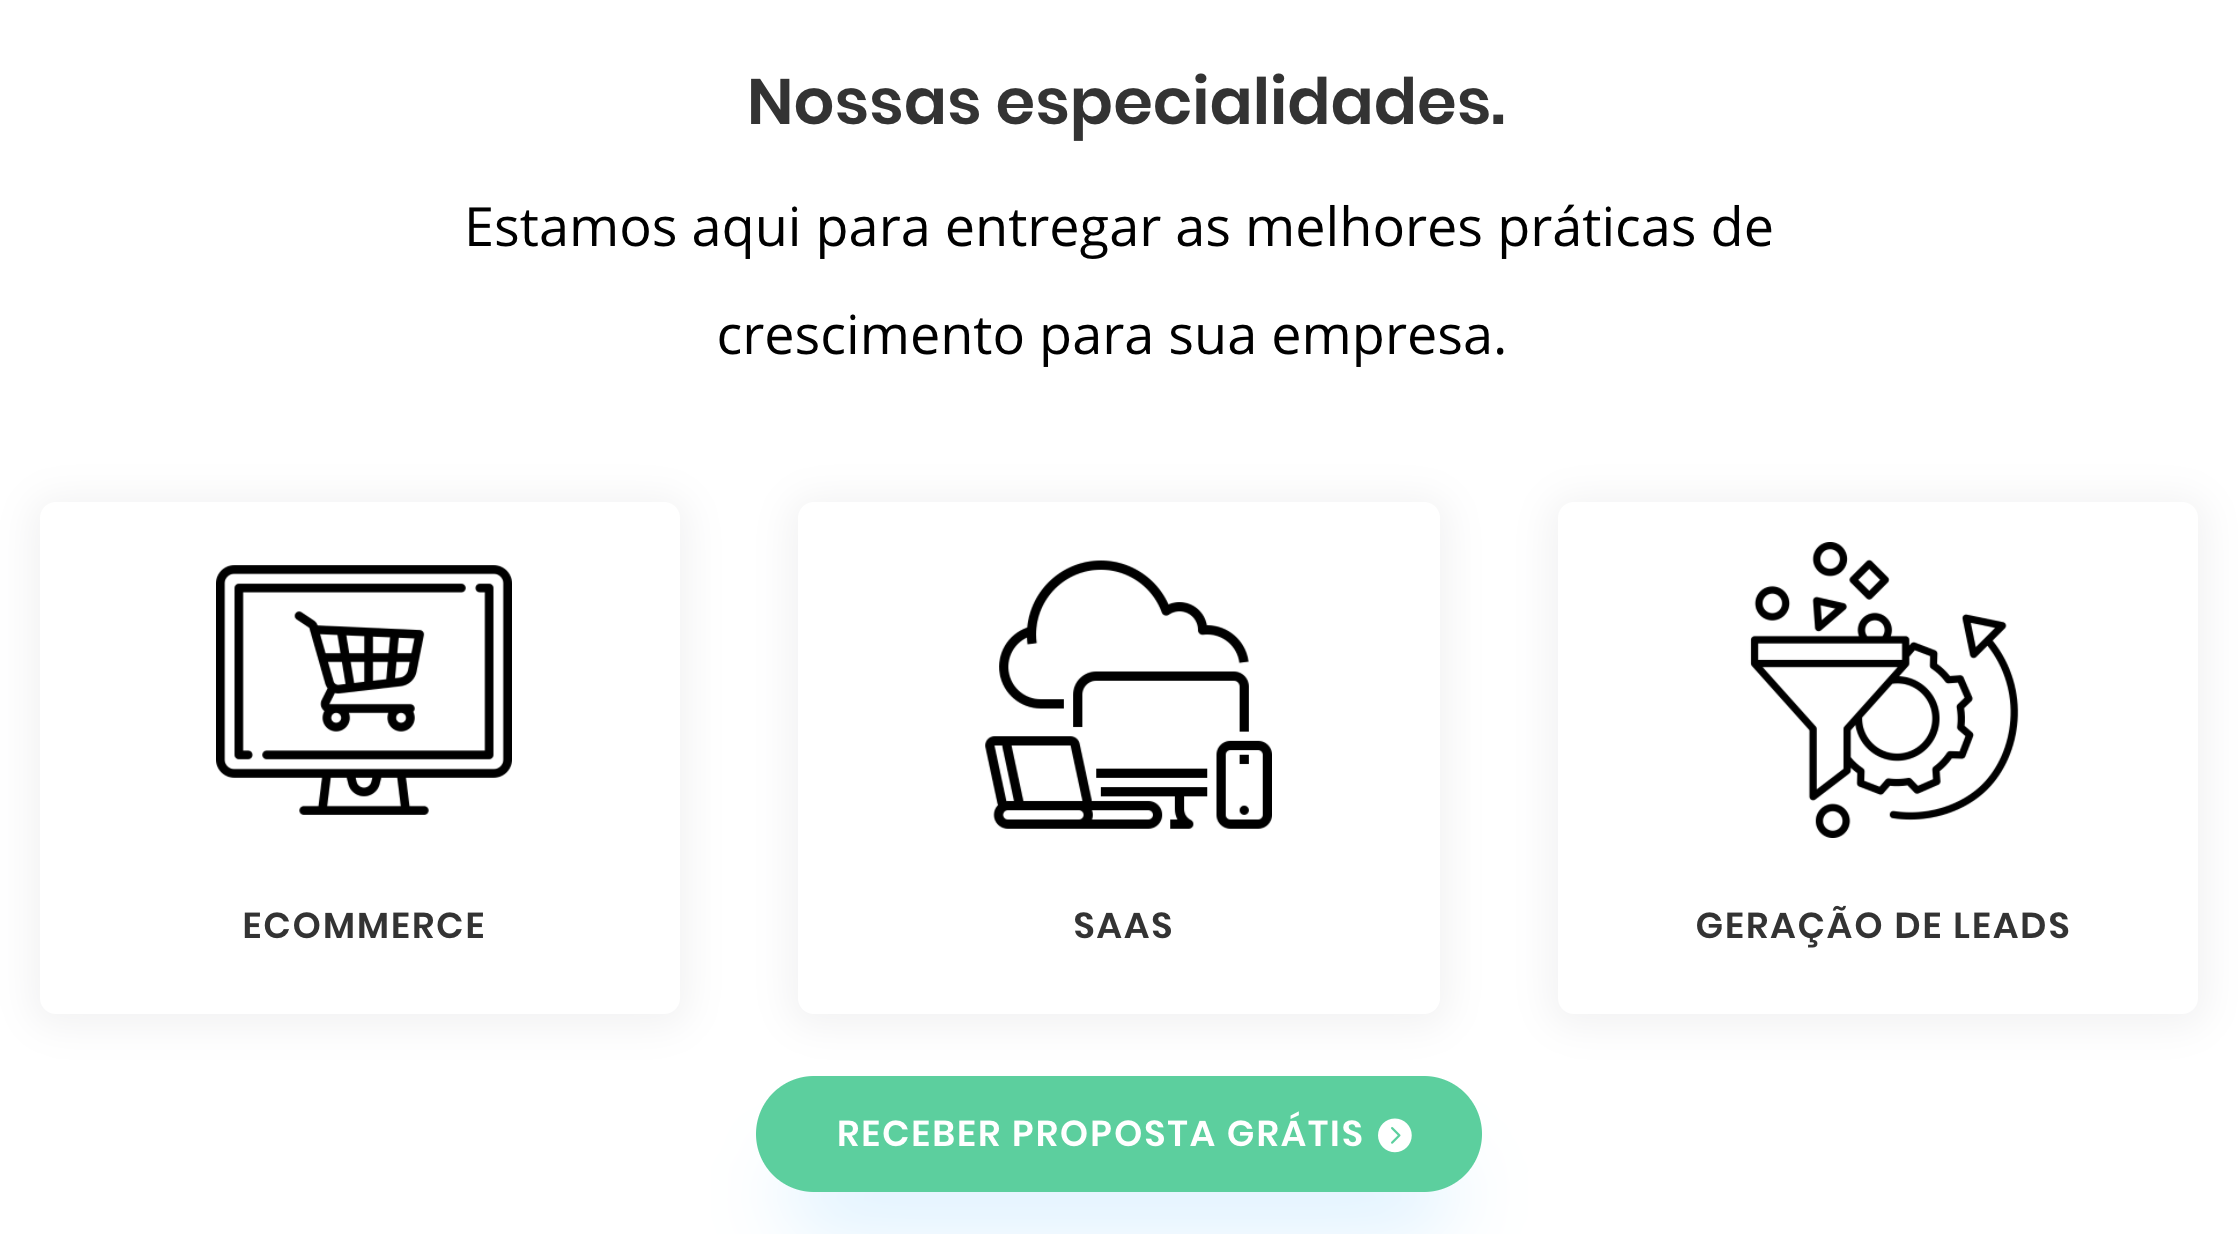 Nossas especialidades.
Estamos aqui para entregar as melhores práticas de
crescimento para sua empresa.
ECOMMERCE
SAAS
GERAÇÃO DE LEADS
RECEBER PROPOSTA GRÁTIS